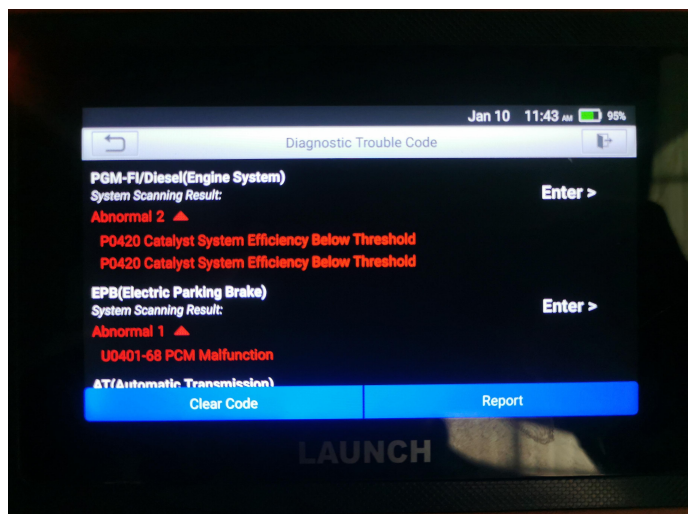 Jan 10 11:43 AM 95%
Diagnostic Trouble Code
PGM-FI/Diesel(Engine System)
System Scanning Result:
Enter >
Abnormal 2
P0420 Catalyst System Efficiency Below Threshold
P0420 Catalyst System Efficiency Below Threshold
EPB(Electric Parking Brake)
System Scanning Result:
Enter >
Abnormal 1
U0401-68 PCM Malfunction
AT(Automatic Transmission)
Clear Code
Report
LAUNCH